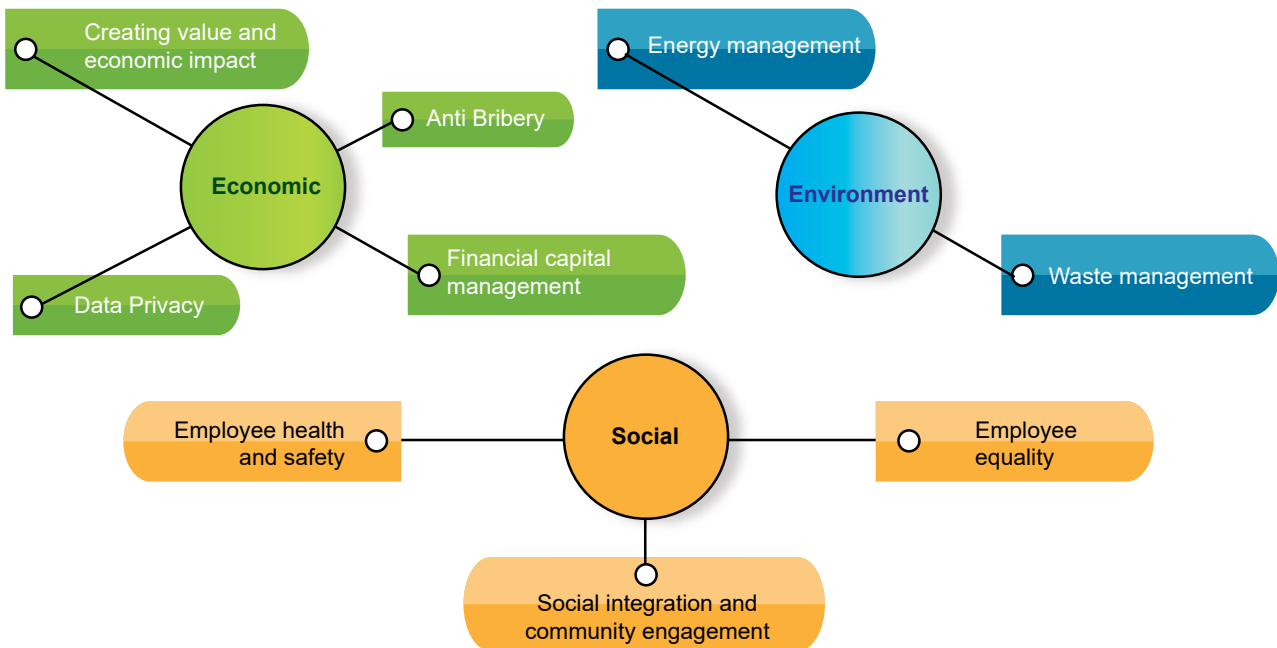 Creating value and
economic impact
Anti Bribery
Economic
Financial capital
management
Data Privacy
Energy management
Environment
Waste management
Employee health
and safety
Social
Employee
equality
Social integration and
community engagement